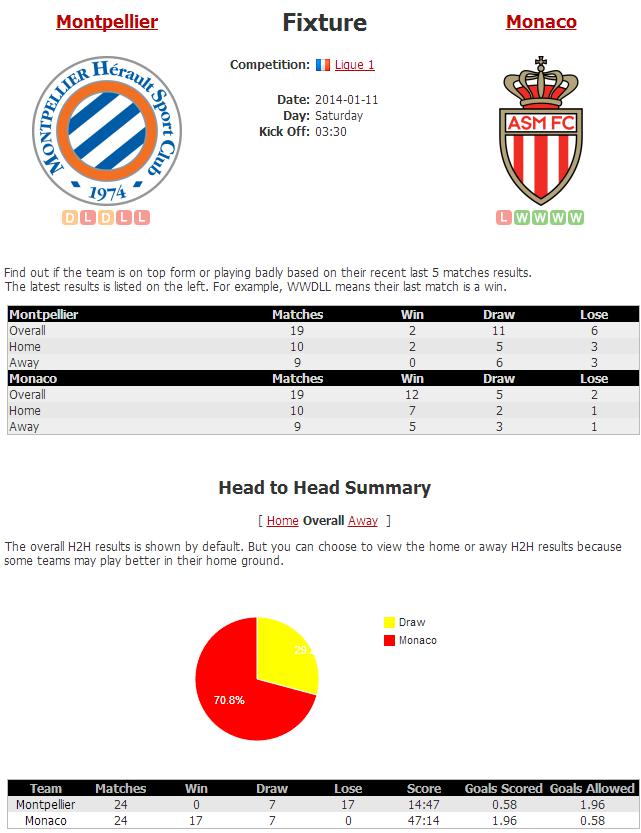 Montpellier
Fixture
Monaco
MONTPELLIER Hérault Sport Club
1974
ASM FC
Competition: Ligue 1
Date: 2014-01-11
Day: Saturday
Kick Off: 03:30
D L D L L
L W W W W
Find out if the team is on top form or playing badly based on their recent last 5 matches results.
The latest results is listed on the left. For example, WWDLL means their last match is a win.
Montpellier Matches Win Draw Lose
Overall 19 2 11 6
Home 10 2 5 3
Away 9 0 6 3
Monaco Matches Win Draw Lose
Overall 19 12 5 2
Home 10 7 2 1
Away 9 5 3 1
Head to Head Summary
[ Home Overall Away ]
The overall H2H results is shown by default. But you can choose to view the home or away H2H results because
some teams may play better in their home ground.
Draw
Monaco
70.8%
Team Matches Win Draw Lose Score Goals Scored Goals Allowed
Montpellier 24 0 7 17 14:47 0.58 1.96
Monaco 24 17 7 0 47:14 1.96 0.58